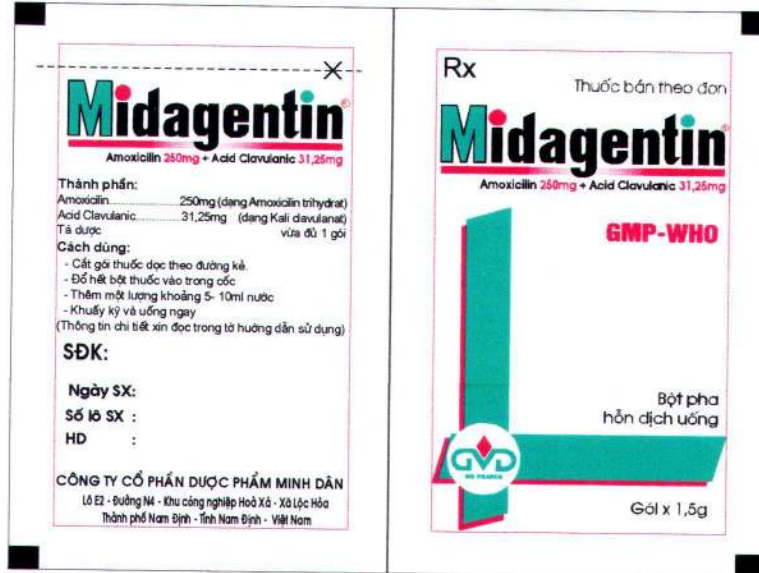 Midagentin®
Amoxicilin 250mg + Acid Clavulanic 31,25mg
Thành phần:
Amoxicilin..................250mg (dạng Amoxicilin trihydrat)
Acid Clavulanic............31,25mg (dạng Kali clavulanat)
Tá dược vừa đủ 1 gói
Cách dùng:
- Cắt gói thuốc dọc theo đường kẻ.
- Đổ hết bột thuốc vào trong cốc
- Thêm một lượng khoảng 5- 10ml nước
- Khuấy kỹ và uống ngay
(Thông tin chi tiết xin đọc trong tờ hướng dẫn sử dụng)
SĐK:
Ngày SX:
Số lô SX :
HD :
CÔNG TY CỔ PHẦN DƯỢC PHẨM MINH DÂN
Lô E2 - Đường N4 - Khu công nghiệp Hoà Xá - Xã Lộc Hòa
Thành phố Nam Định - Tỉnh Nam Định - Việt Nam
Rx
Thuốc bán theo đơn
Midagentin®
Amoxicilin 250mg + Acid Clavulanic 31,25mg
GMP-WHO
Bột pha
hỗn dịch uống
GVD
MD PHARCO
Gói x 1,5g